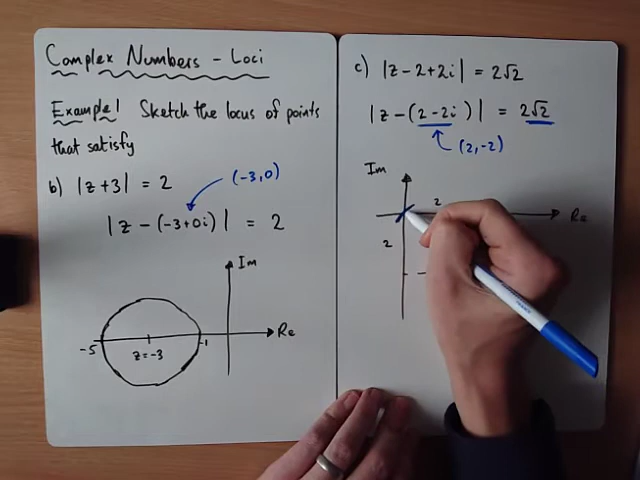 Complex Numbers - Loci
Example! Sketch the locus of points
that satisfy
b) |z+3| = 2
(-3,0)
|z - (-3+0i)| = 2
Im
Re
-5
z=-3
-1
c) |z - 2 + 2i| = 2√2
|z - (2-2i)| = 2√2
(2,-2)
Im
2
Re
2